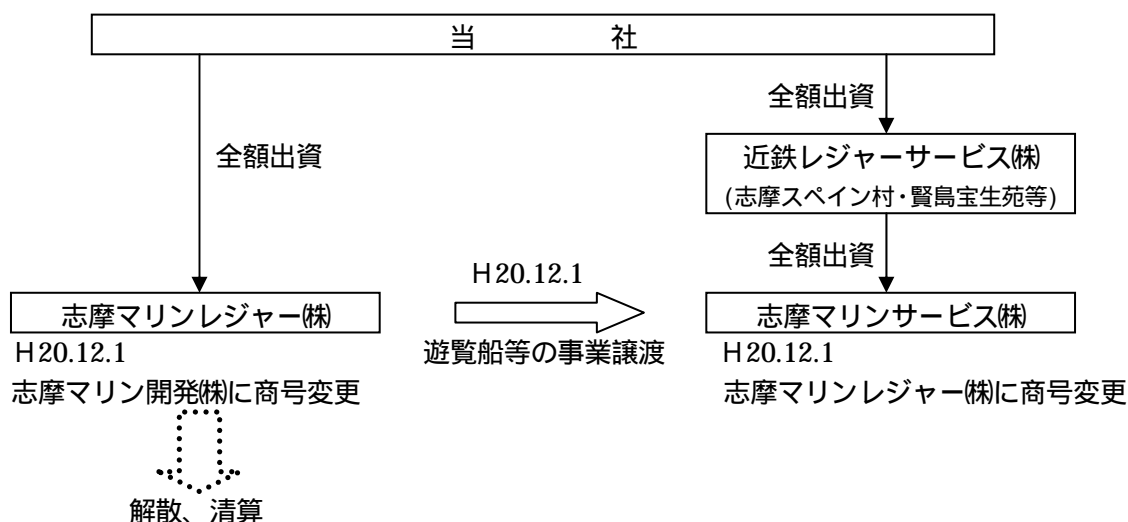 当 社
全額出資
全額出資
近鉄レジャーサービス㈱
(志摩スペイン村・賢島宝生苑等)
全額出資
H20.12.1
志摩マリンレジャー㈱
志摩マリンサービス㈱
H20.12.1
遊覧船等の事業譲渡
H20.12.1
志摩マリン開発㈱に商号変更
志摩マリンレジャー㈱に商号変更
解散、清算